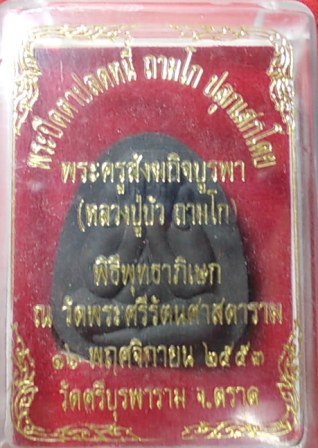 พระปิดตาปลดหนี้ ถามโก ปลุกเสกโดย
พระครูสังฆกิจบูรพา
(หลวงปู่บัว ถามโก)
พิธีพุทธาภิเษก
ณ วัดพระศรีรัตนศาสดาราม
๑๖ พฤศจิกายน ๒๕๕๓
วัดศรีบุรพาราม จ.ตราด